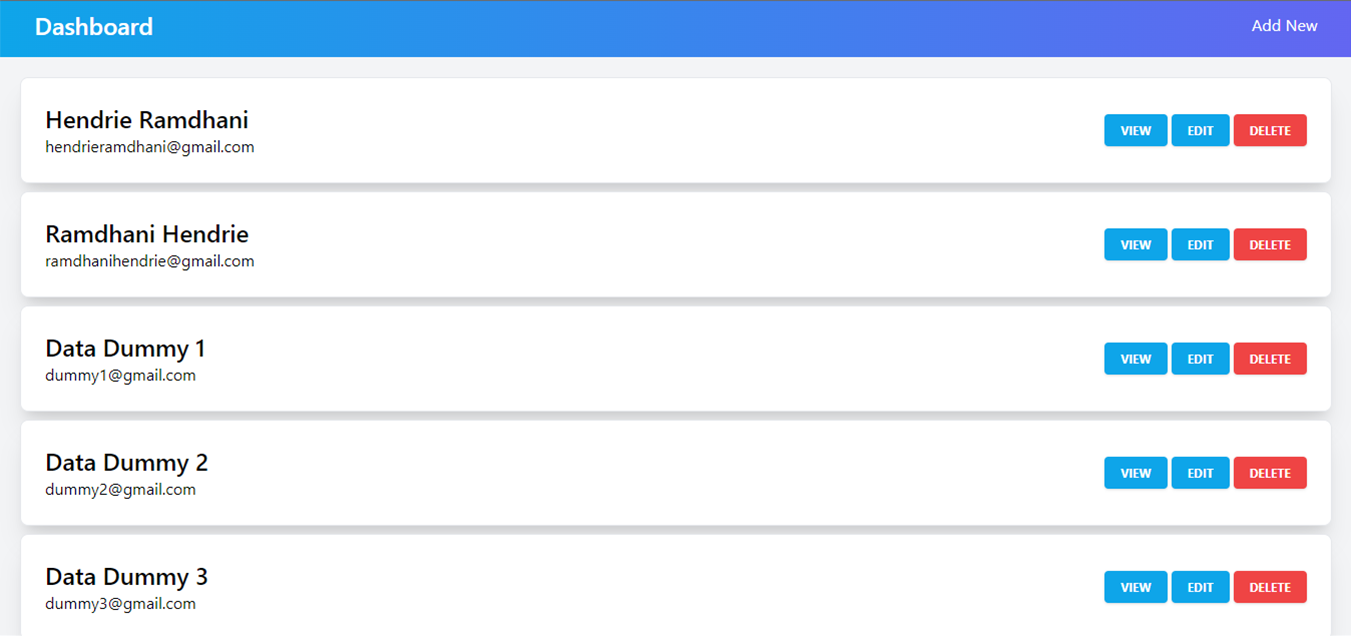 Dashboard
Add New
Hendrie Ramdhani
hendrieramdhani@gmail.com
VIEW EDIT DELETE
Ramdhani Hendrie
ramdhanihendrie@gmail.com
VIEW EDIT DELETE
Data Dummy 1
dummy1@gmail.com
VIEW EDIT DELETE
Data Dummy 2
dummy2@gmail.com
VIEW EDIT DELETE
Data Dummy 3
dummy3@gmail.com
VIEW EDIT DELETE